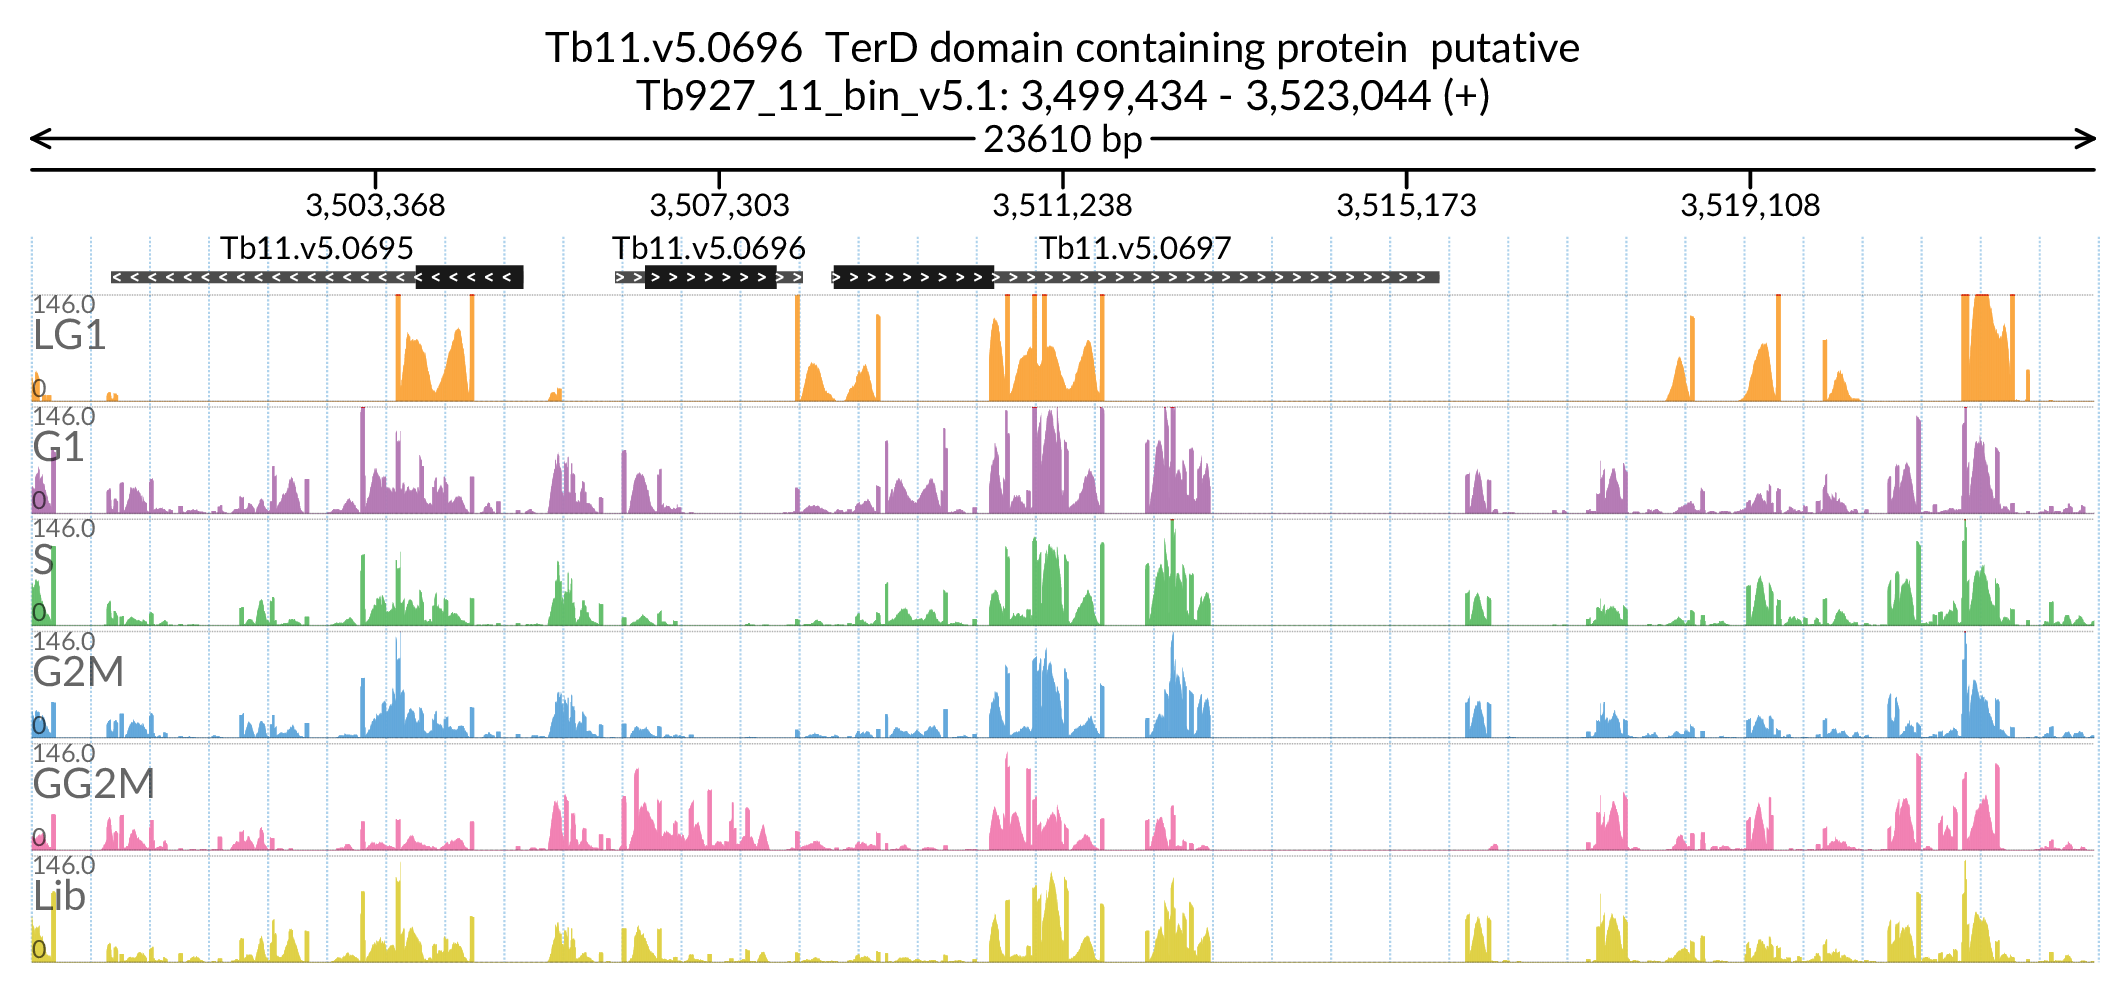 Tb11.v5.0696 TerD domain containing protein putative
Tb927_11_bin_v5.1: 3,499,434 - 3,523,044 (+)
23610 bp
3,503,368 3,507,303 3,511,238 3,515,173 3,519,108
Tb11.v5.0695 Tb11.v5.0696 Tb11.v5.0697
146.0
LG1
0
146.0
G1
0
146.0
S
0
146.0
G2M
0
146.0
GG2M
0
146.0
Lib
0